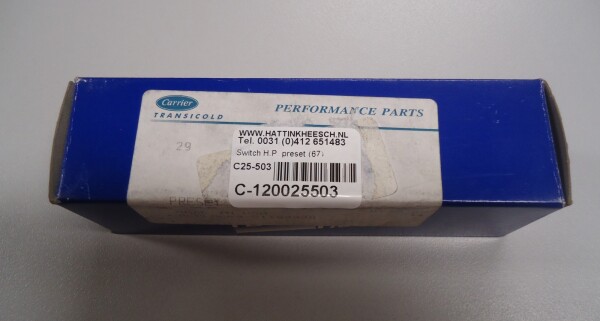 Carrier
TRANSICOLD
PERFORMANCE PARTS
WWW.HATTINKHEESCH.NL
Tel. 0031 (0)412 651483
Switch H.P. preset (67)
C25-503
C-120025503
29